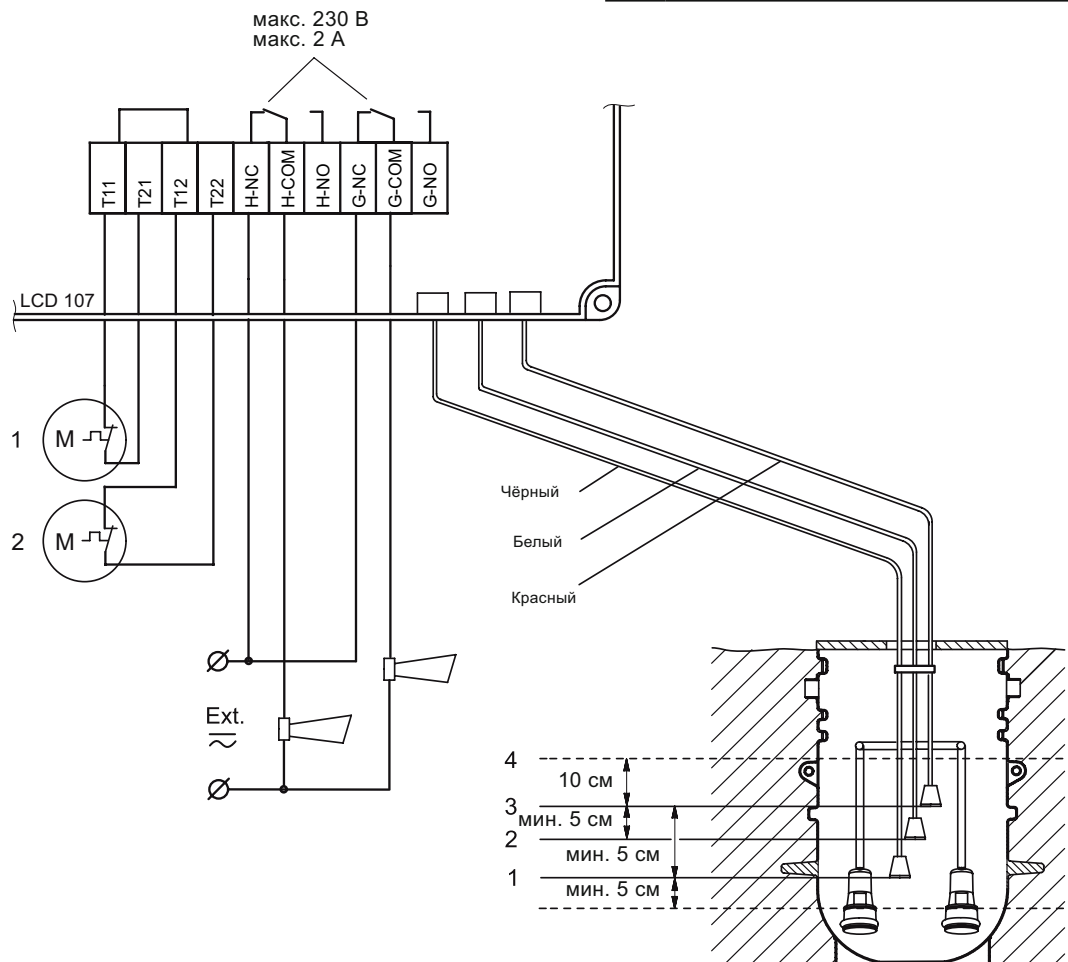 макс. 230 В
макс. 2 А
T11
T21
T12
T22
H-NC
H-COM
H-NO
G-NC
G-COM
G-NO
LCD 107
1
M
2
M
Чёрный
Белый
Красный
Ext.
4
10 см
3
мин. 5 см
2
мин. 5 см
1
мин. 5 см